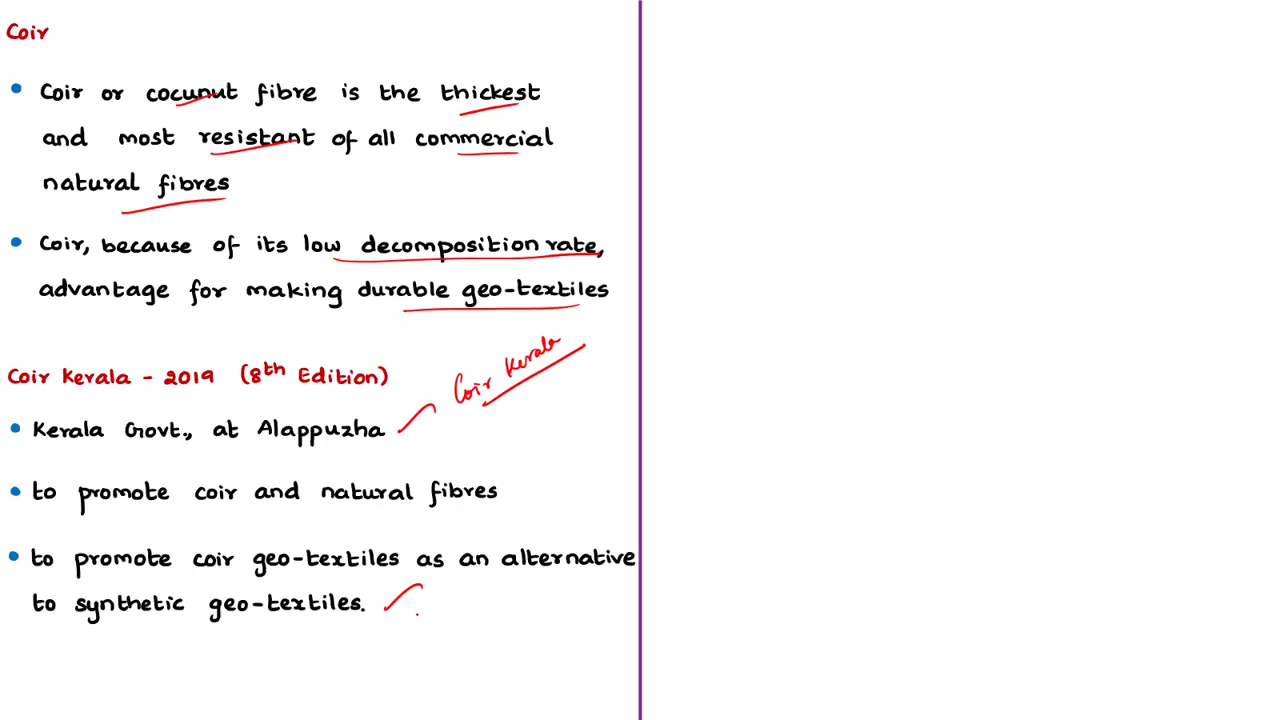 Coir
Coir or cocunut fibre is the thickest
and most resistant of all commercial
natural fibres
Coir, because of its low decomposition rate,
advantage for making durable geo-textiles
Coir Kerala
Coir Kerala - 2019 (8th Edition)
Kerala Govt., at Alappuzha
to promote coir and natural fibres
to promote coir geo-textiles as an alternative
to synthetic geo-textiles.